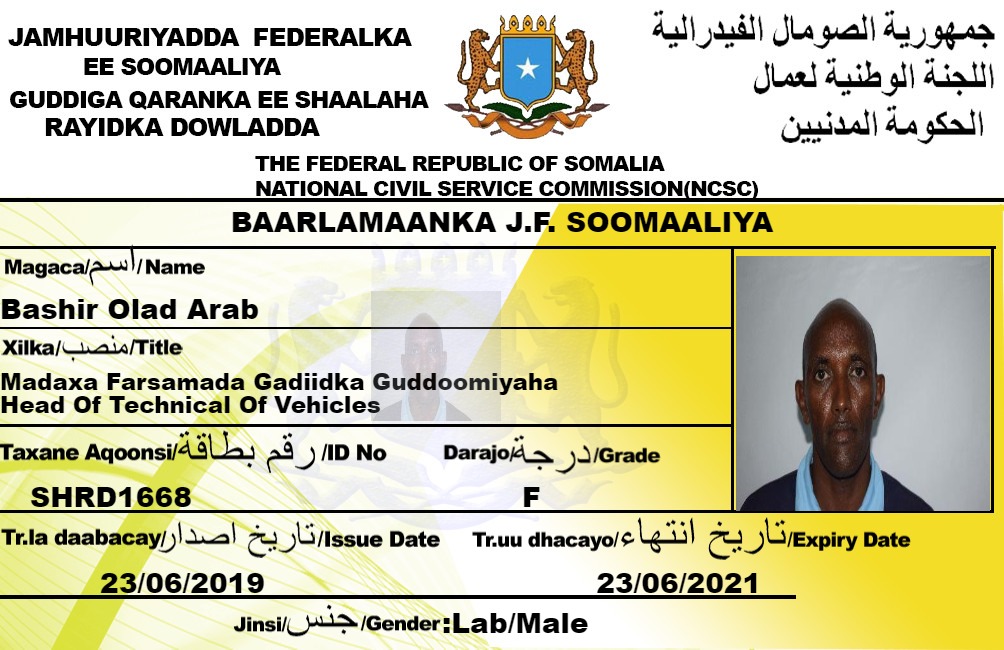 JAMHUURIYADDA FEDERALKA
EE SOOMAALIYA
GUDDIGA QARANKA EE SHAALAHA
RAYIDKA DOWLADDA
جمهورية الصومال الفيدرالية
اللجنة الوطنية لعمال
الحكومة المدنيين
THE FEDERAL REPUBLIC OF SOMALIA
NATIONAL CIVIL SERVICE COMMISSION(NCSC)
BAARLAMAANKA J.F. SOOMAALIYA
Magaca/اسم/Name
Bashir Olad Arab
Xilka/منصب/Title
Madaxa Farsamada Gadiidka Guddoomiyaha
Head Of Technical Of Vehicles
Taxane Aqoonsi/رقم بطاقة/ID No Darajo/درجة/Grade
SHRD1668 F
Tr.la daabacay/تاريخ اصدار/Issue Date Tr.uu dhacayo/تاريخ انتهاء/Expiry Date
23/06/2019 23/06/2021
Jinsi/جنس/Gender:Lab/Male